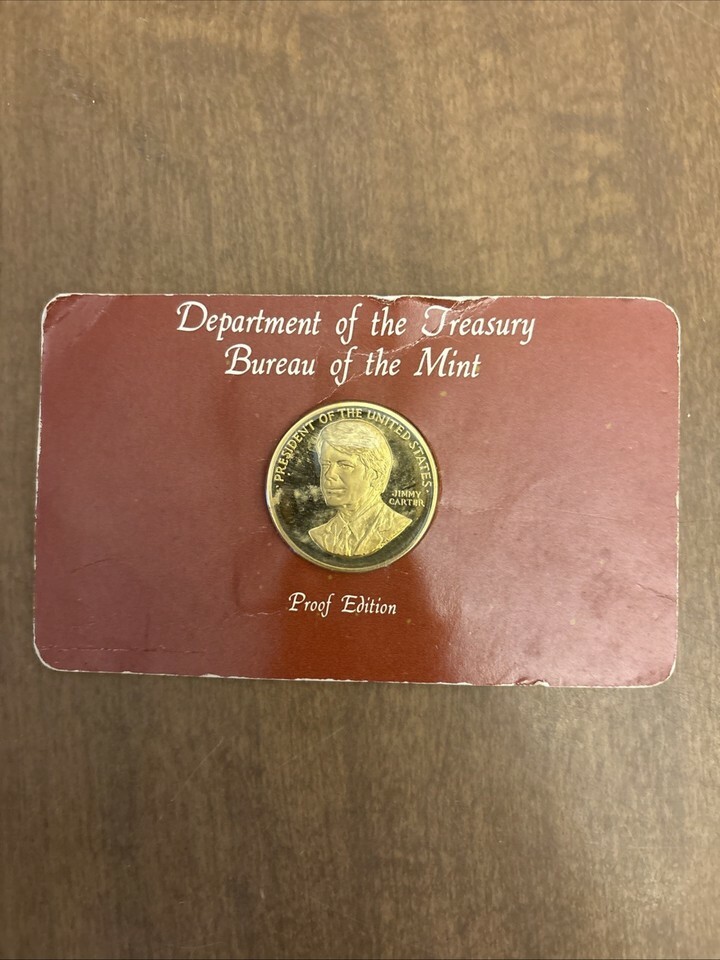 Department of the Treasury
Bureau of the Mint
· PRESIDENT OF THE UNITED STATES ·
JIMMY
CARTER
Proof Edition